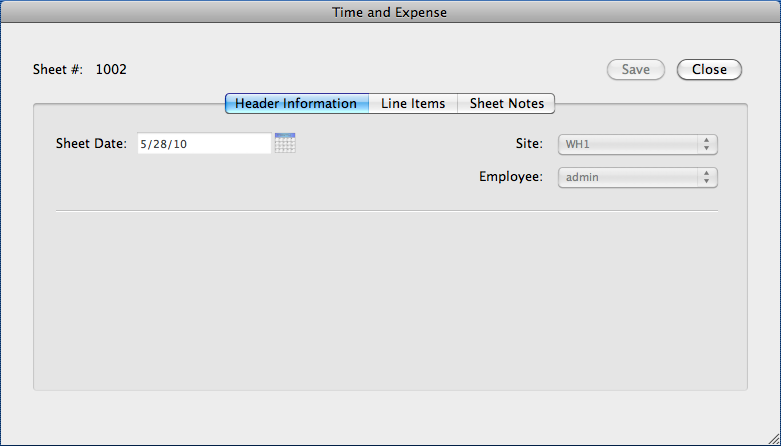 Time and Expense
Sheet #: 1002 Save Close
Header Information Line Items Sheet Notes
Sheet Date: 5/28/10 Site: WH1
Employee: admin